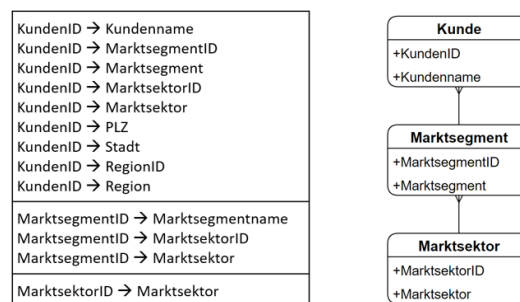 KundenID → Kundenname
KundenID → MarktsegmentID
KundenID → Marktsegment
KundenID → MarktsektorID
KundenID → Marktsektor
KundenID → PLZ
KundenID → Stadt
KundenID → RegionID
KundenID → Region
MarktsegmentID → Marktsegmentname
MarktsegmentID → MarktsektorID
MarktsegmentID → Marktsektor
MarktsektorID → Marktsektor
Kunde
+KundenID
+Kundenname
Marktsegment
+MarktsegmentID
+Marktsegment
Marktsektor
+MarktsektorID
+Marktsektor